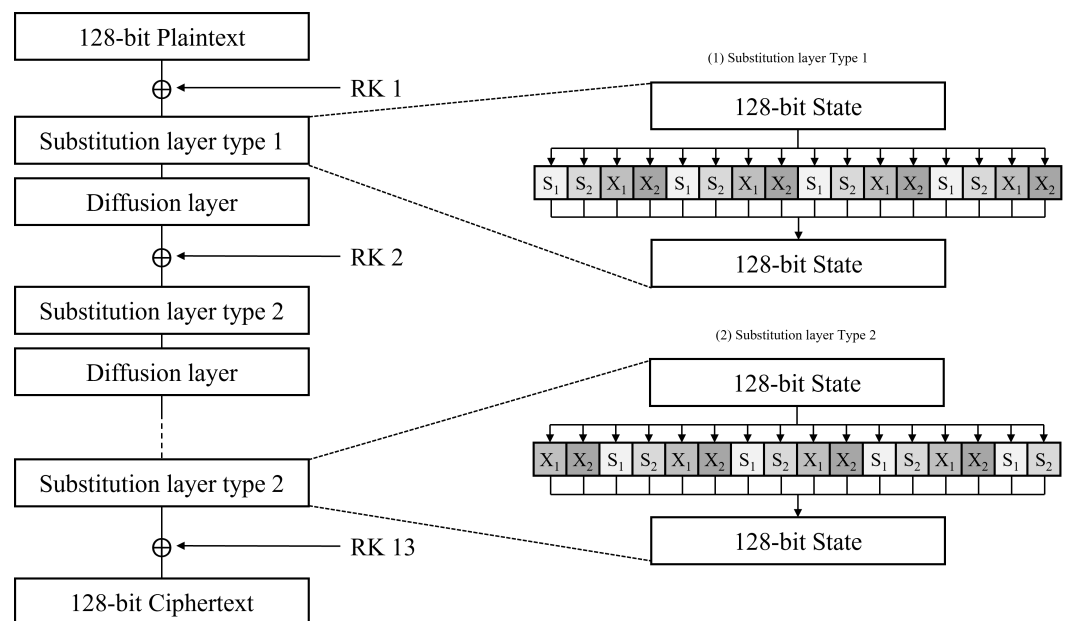 128-bit Plaintext
RK 1
Substitution layer type 1
Diffusion layer
RK 2
Substitution layer type 2
Diffusion layer
Substitution layer type 2
RK 13
128-bit Ciphertext
(1) Substitution layer Type 1
128-bit State
S₁ S₂ X₁ X₂ S₁ S₂ X₁ X₂ S₁ S₂ X₁ X₂ S₁ S₂ X₁ X₂
128-bit State
(2) Substitution layer Type 2
128-bit State
X₁ X₂ S₁ S₂ X₁ X₂ S₁ S₂ X₁ X₂ S₁ S₂ X₁ X₂ S₁ S₂
128-bit State